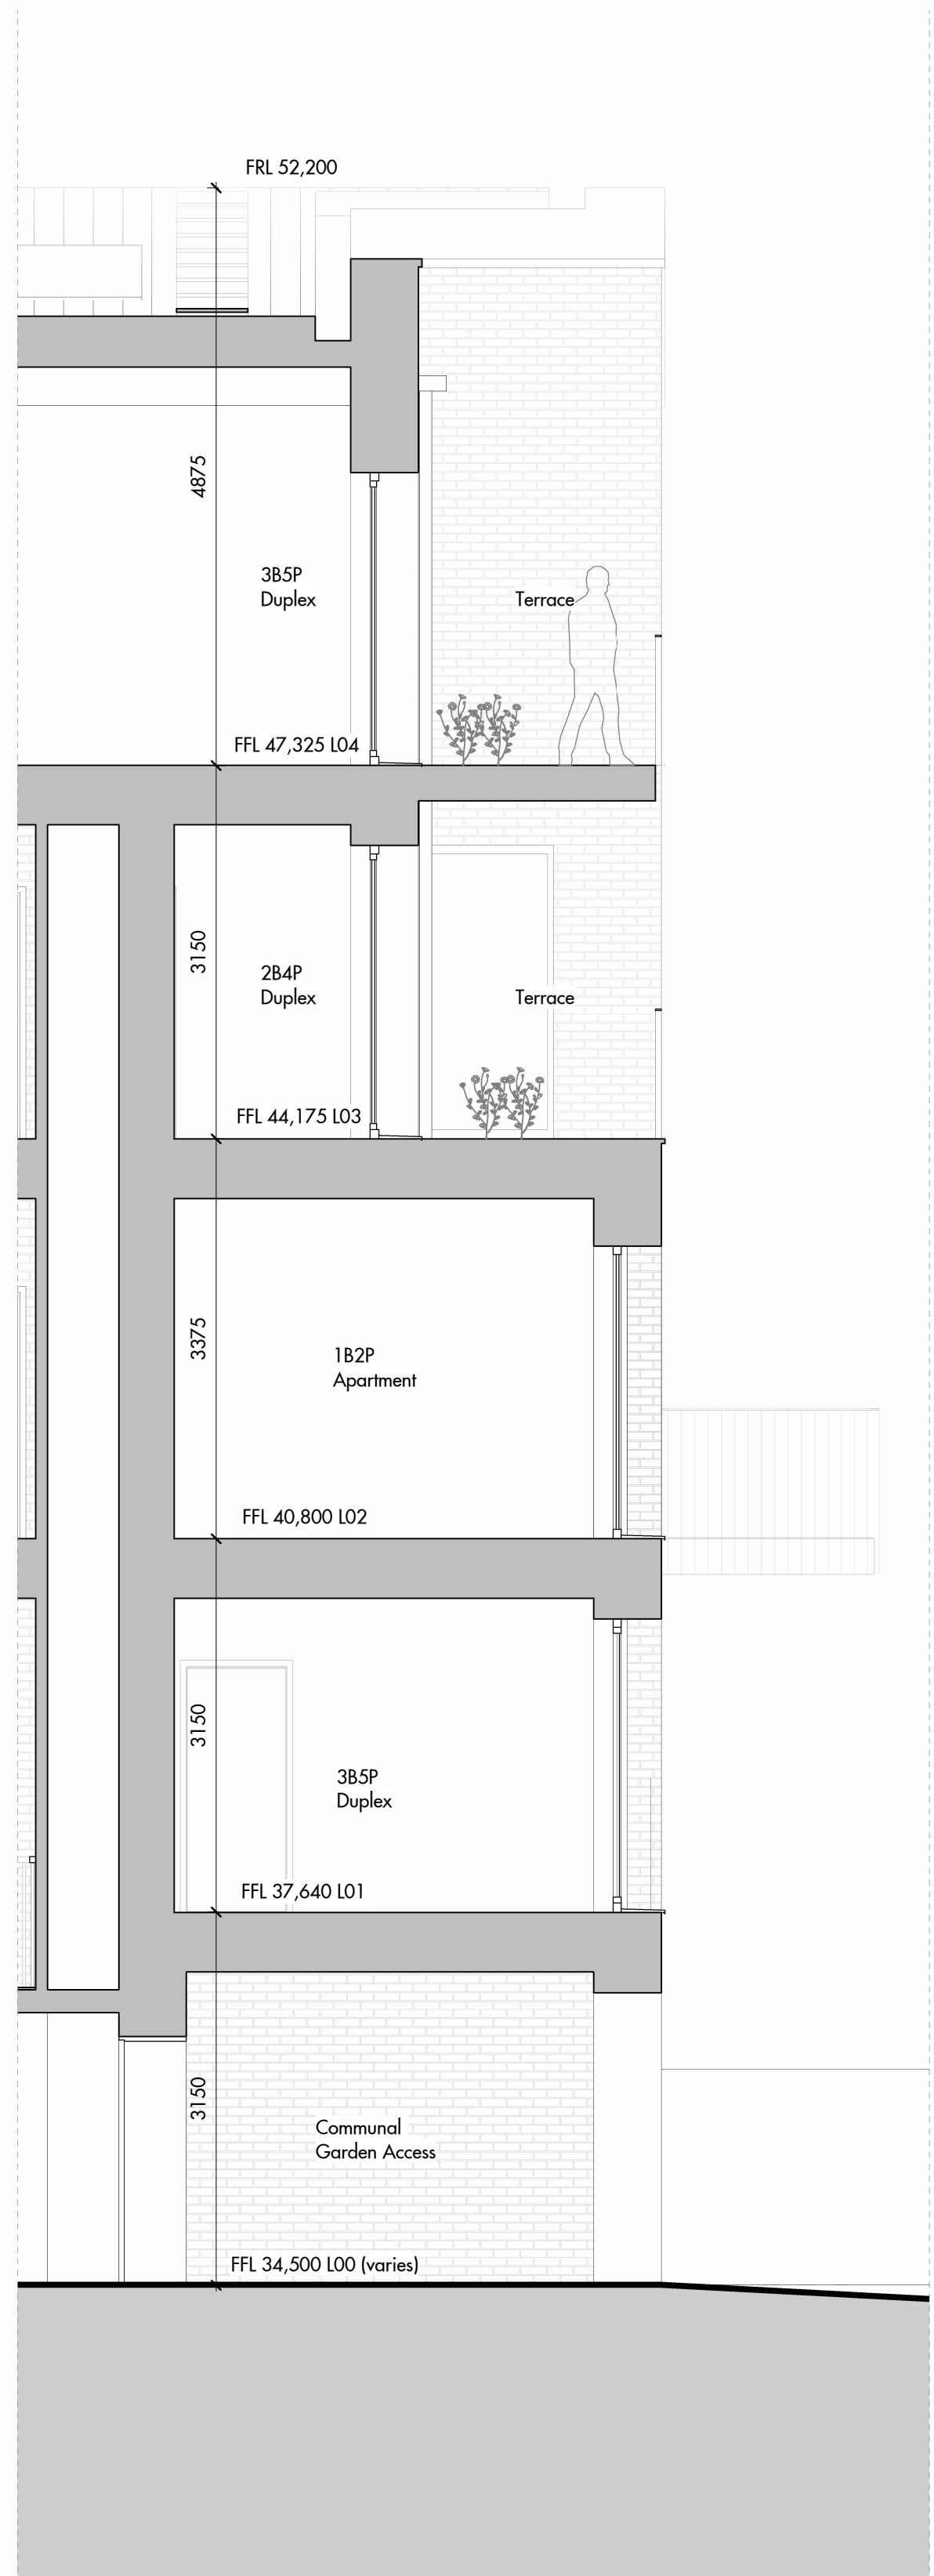 FRL 52,200
4875
3B5P
Duplex
Terrace
FFL 47,325 L04
3150
2B4P
Duplex
Terrace
FFL 44,175 L03
3375
1B2P
Apartment
FFL 40,800 L02
3150
3B5P
Duplex
FFL 37,640 L01
3150
Communal
Garden Access
FFL 34,500 L00 (varies)